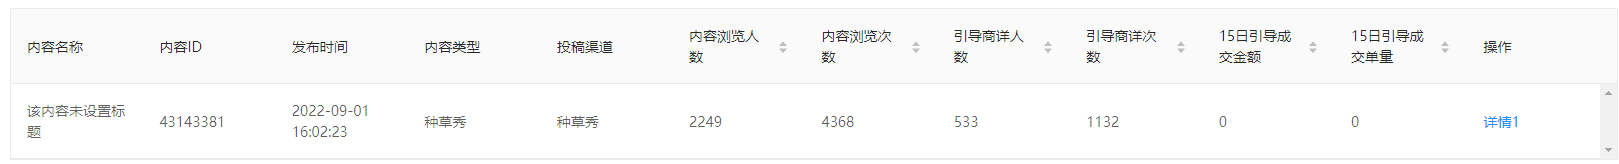 内容名称
内容ID
发布时间
内容类型
投稿渠道
内容浏览人
数
内容浏览次
数
引导商详人
数
引导商详次
数
15日引导成
交金额
15日引导成
交单量
操作
该内容未设置标
题
43143381
2022-09-01
16:02:23
种草秀
种草秀
2249
4368
533
1132
0
0
详情1